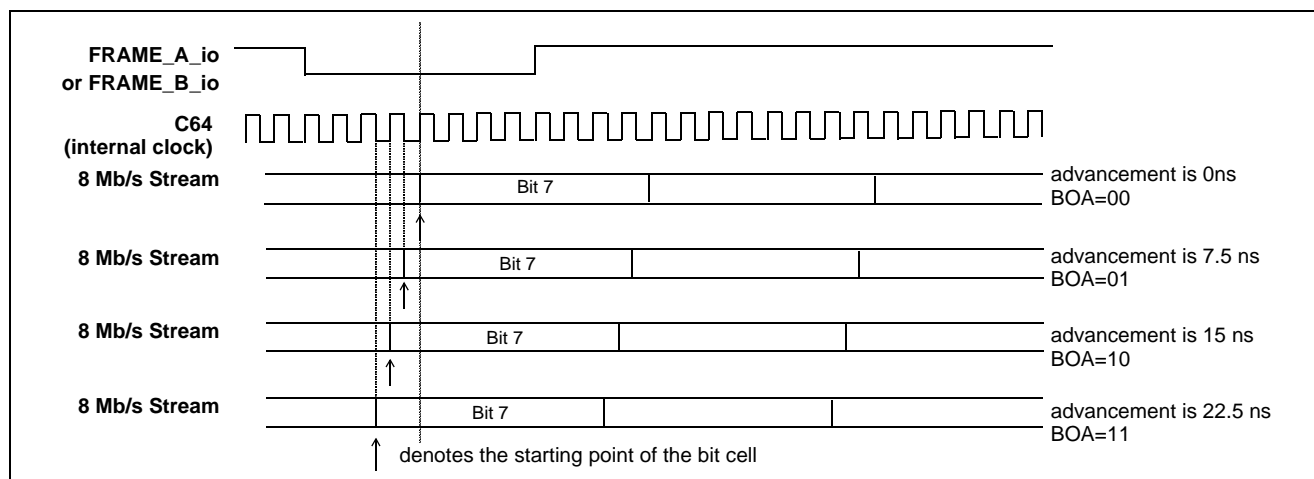 FRAME_A_io
or FRAME_B_io
C64
(internal clock)
8 Mb/s Stream
Bit 7
advancement is 0ns
BOA=00
8 Mb/s Stream
Bit 7
advancement is 7.5 ns
BOA=01
8 Mb/s Stream
Bit 7
advancement is 15 ns
BOA=10
8 Mb/s Stream
Bit 7
advancement is 22.5 ns
BOA=11
denotes the starting point of the bit cell